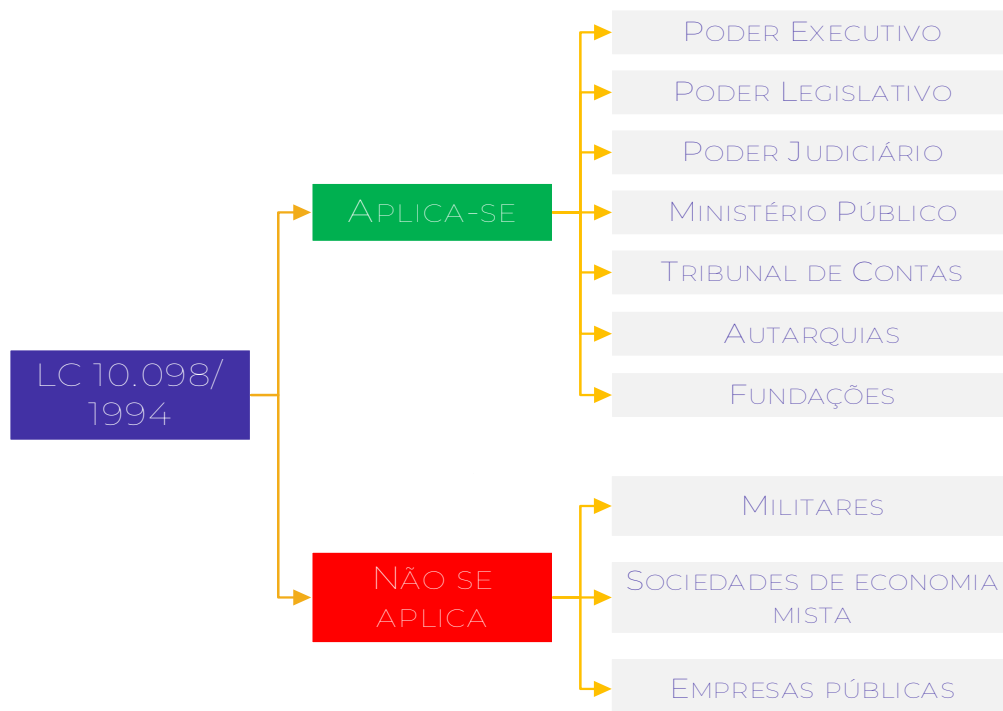 LC 10.098/
1994
APLICA-SE
PODER EXECUTIVO
PODER LEGISLATIVO
PODER JUDICIÁRIO
MINISTÉRIO PÚBLICO
TRIBUNAL DE CONTAS
AUTARQUIAS
FUNDAÇÕES
NÃO SE
APLICA
MILITARES
SOCIEDADES DE ECONOMIA
MISTA
EMPRESAS PÚBLICAS